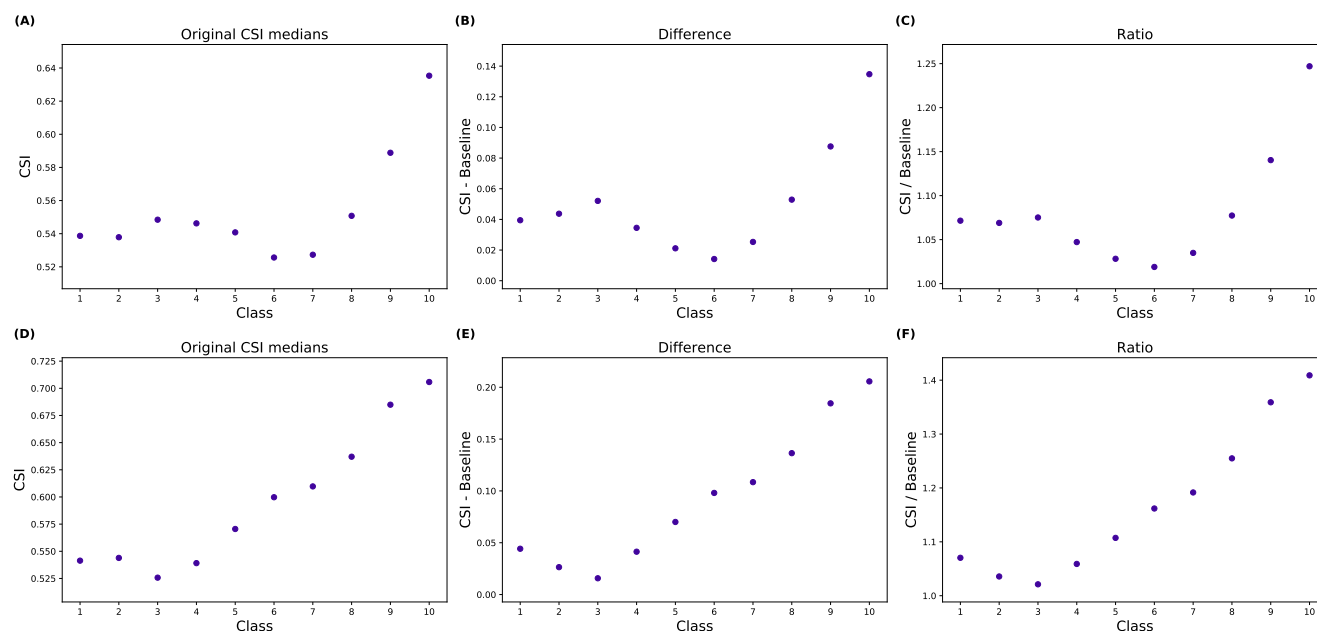 (A)
Original CSI medians
CSI
0.64
0.62
0.60
0.58
0.56
0.54
0.52
1 2 3 4 5 6 7 8 9 10
Class
(B)
Difference
CSI - Baseline
0.14
0.12
0.10
0.08
0.06
0.04
0.02
0.00
1 2 3 4 5 6 7 8 9 10
Class
(C)
Ratio
CSI / Baseline
1.25
1.20
1.15
1.10
1.05
1.00
1 2 3 4 5 6 7 8 9 10
Class
(D)
Original CSI medians
CSI
0.725
0.700
0.675
0.650
0.625
0.600
0.575
0.550
0.525
1 2 3 4 5 6 7 8 9 10
Class
(E)
Difference
CSI - Baseline
0.20
0.15
0.10
0.05
0.00
1 2 3 4 5 6 7 8 9 10
Class
(F)
Ratio
CSI / Baseline
1.4
1.3
1.2
1.1
1.0
1 2 3 4 5 6 7 8 9 10
Class